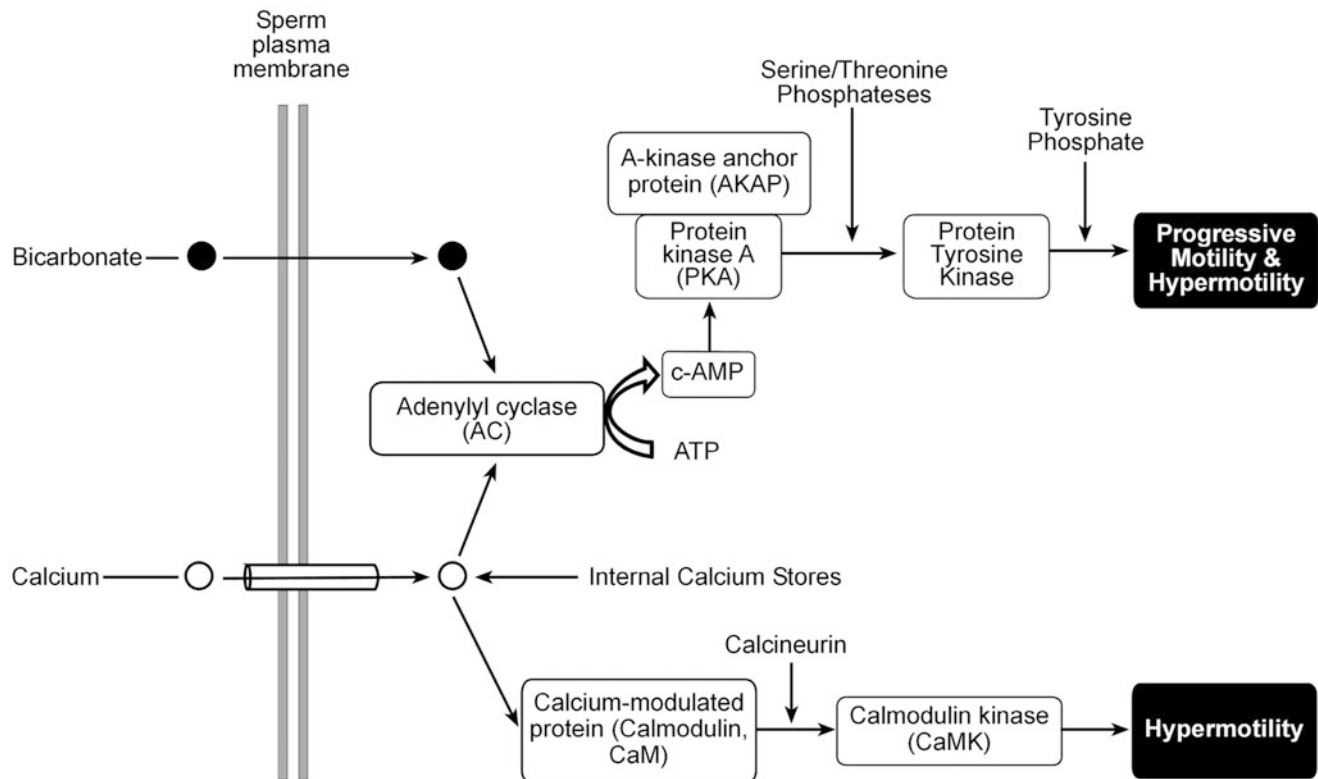 Sperm
plasma
membrane
Serine/Threonine
Phosphateses
Tyrosine
Phosphate
A-kinase anchor
protein (AKAP)
Bicarbonate
Protein
kinase A
(PKA)
Protein
Tyrosine
Kinase
Progressive
Motility &
Hypermotility
c-AMP
Adenylyl cyclase
(AC)
ATP
Calcium
Internal Calcium Stores
Calcineurin
Calcium-modulated
protein (Calmodulin,
CaM)
Calmodulin kinase
(CaMK)
Hypermotility